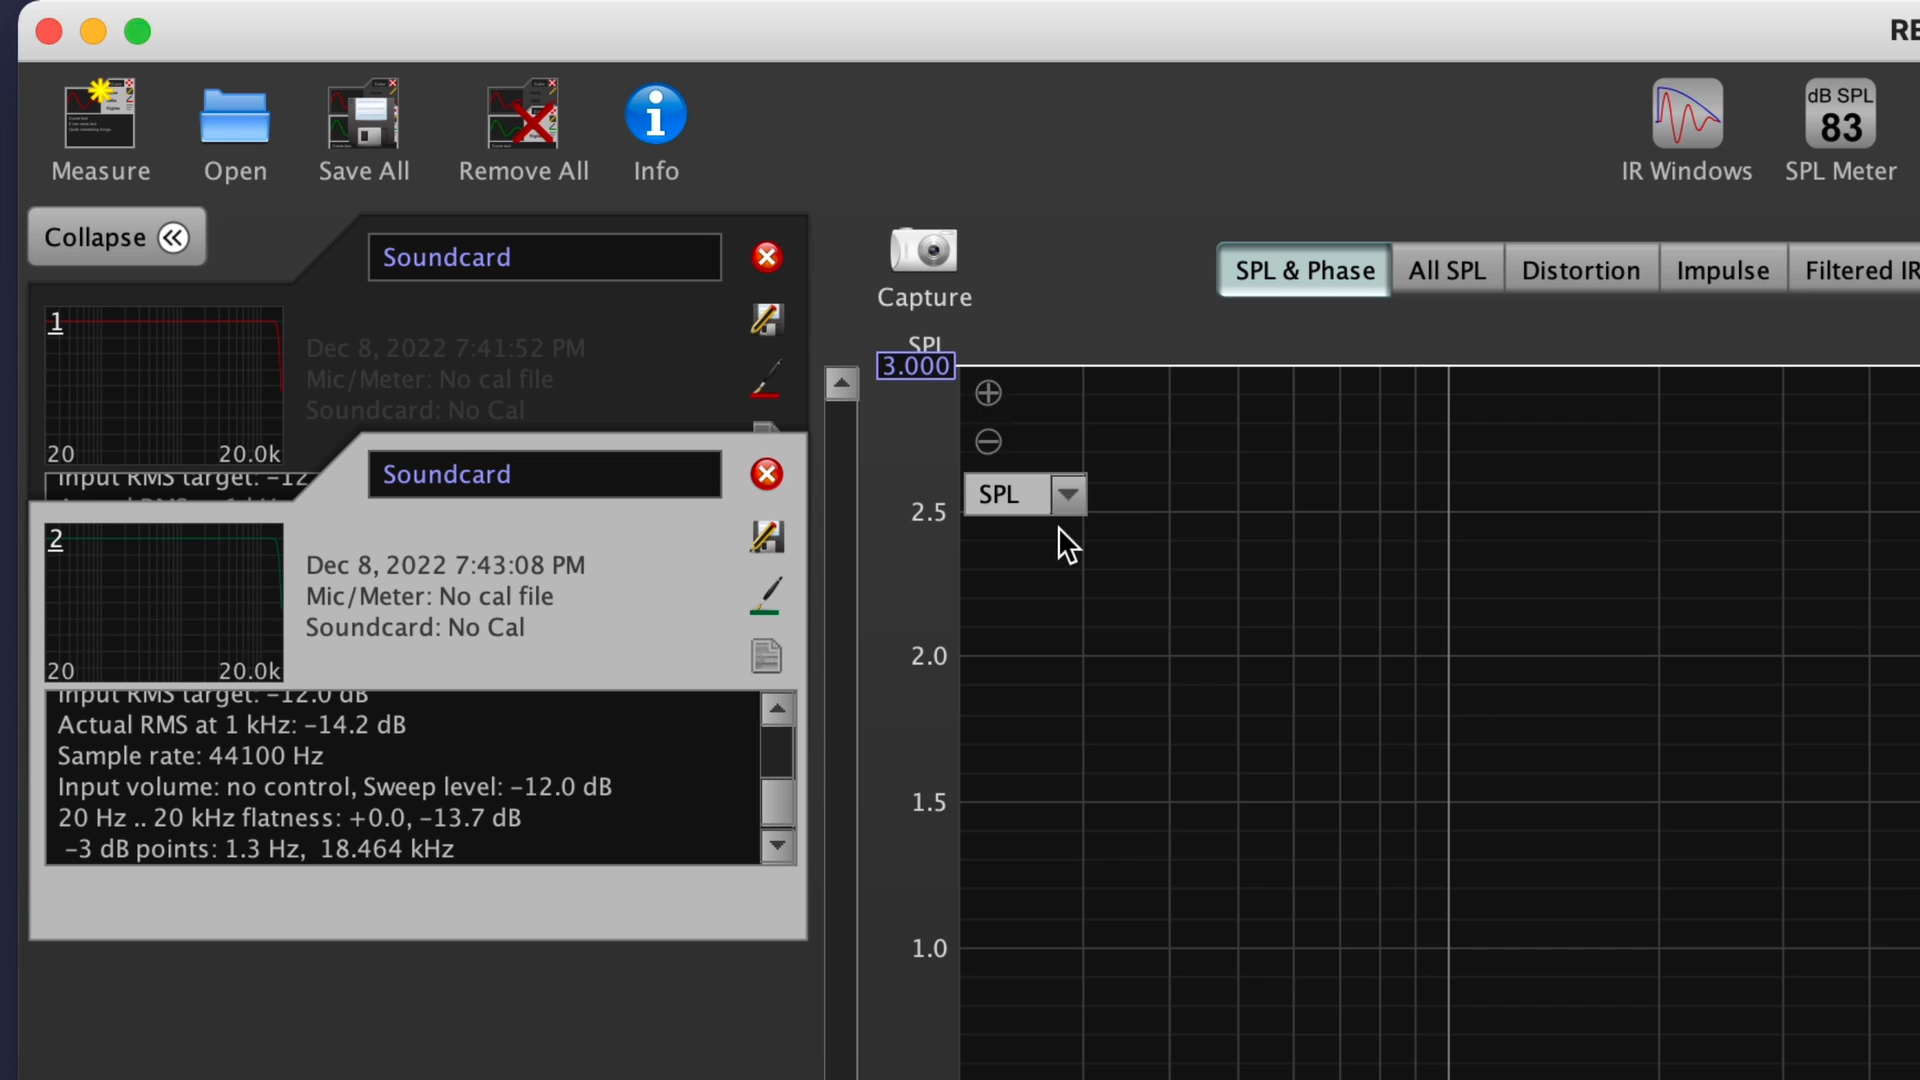 RE
Measure
Open
Save All
Remove All
Info
IR Windows
dB SPL
83
SPL Meter
Collapse
Soundcard
1
Dec 8, 2022 7:41:52 PM
Mic/Meter: No cal file
Soundcard: No Cal
20 20.0k
Input RMS target: -12
Soundcard
2
Dec 8, 2022 7:43:08 PM
Mic/Meter: No cal file
Soundcard: No Cal
20 20.0k
Input RMS target: -12.0 dB
Actual RMS at 1 kHz: -14.2 dB
Sample rate: 44100 Hz
Input volume: no control, Sweep level: -12.0 dB
20 Hz .. 20 kHz flatness: +0.0, -13.7 dB
-3 dB points: 1.3 Hz, 18.464 kHz
Capture
SPL & Phase
All SPL
Distortion
Impulse
Filtered IR
SPL
3.000
SPL
2.5
2.0
1.5
1.0